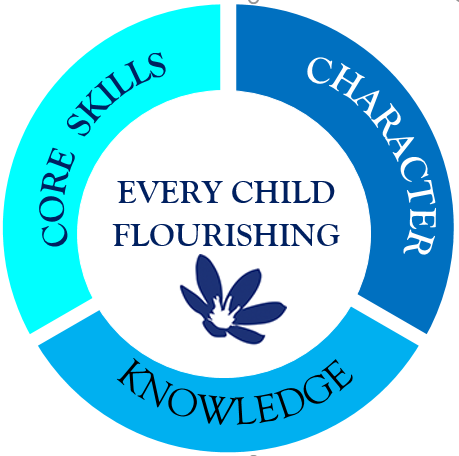 CORE SKILLS
CHARACTER
EVERY CHILD
FLOURISHING
KNOWLEDGE